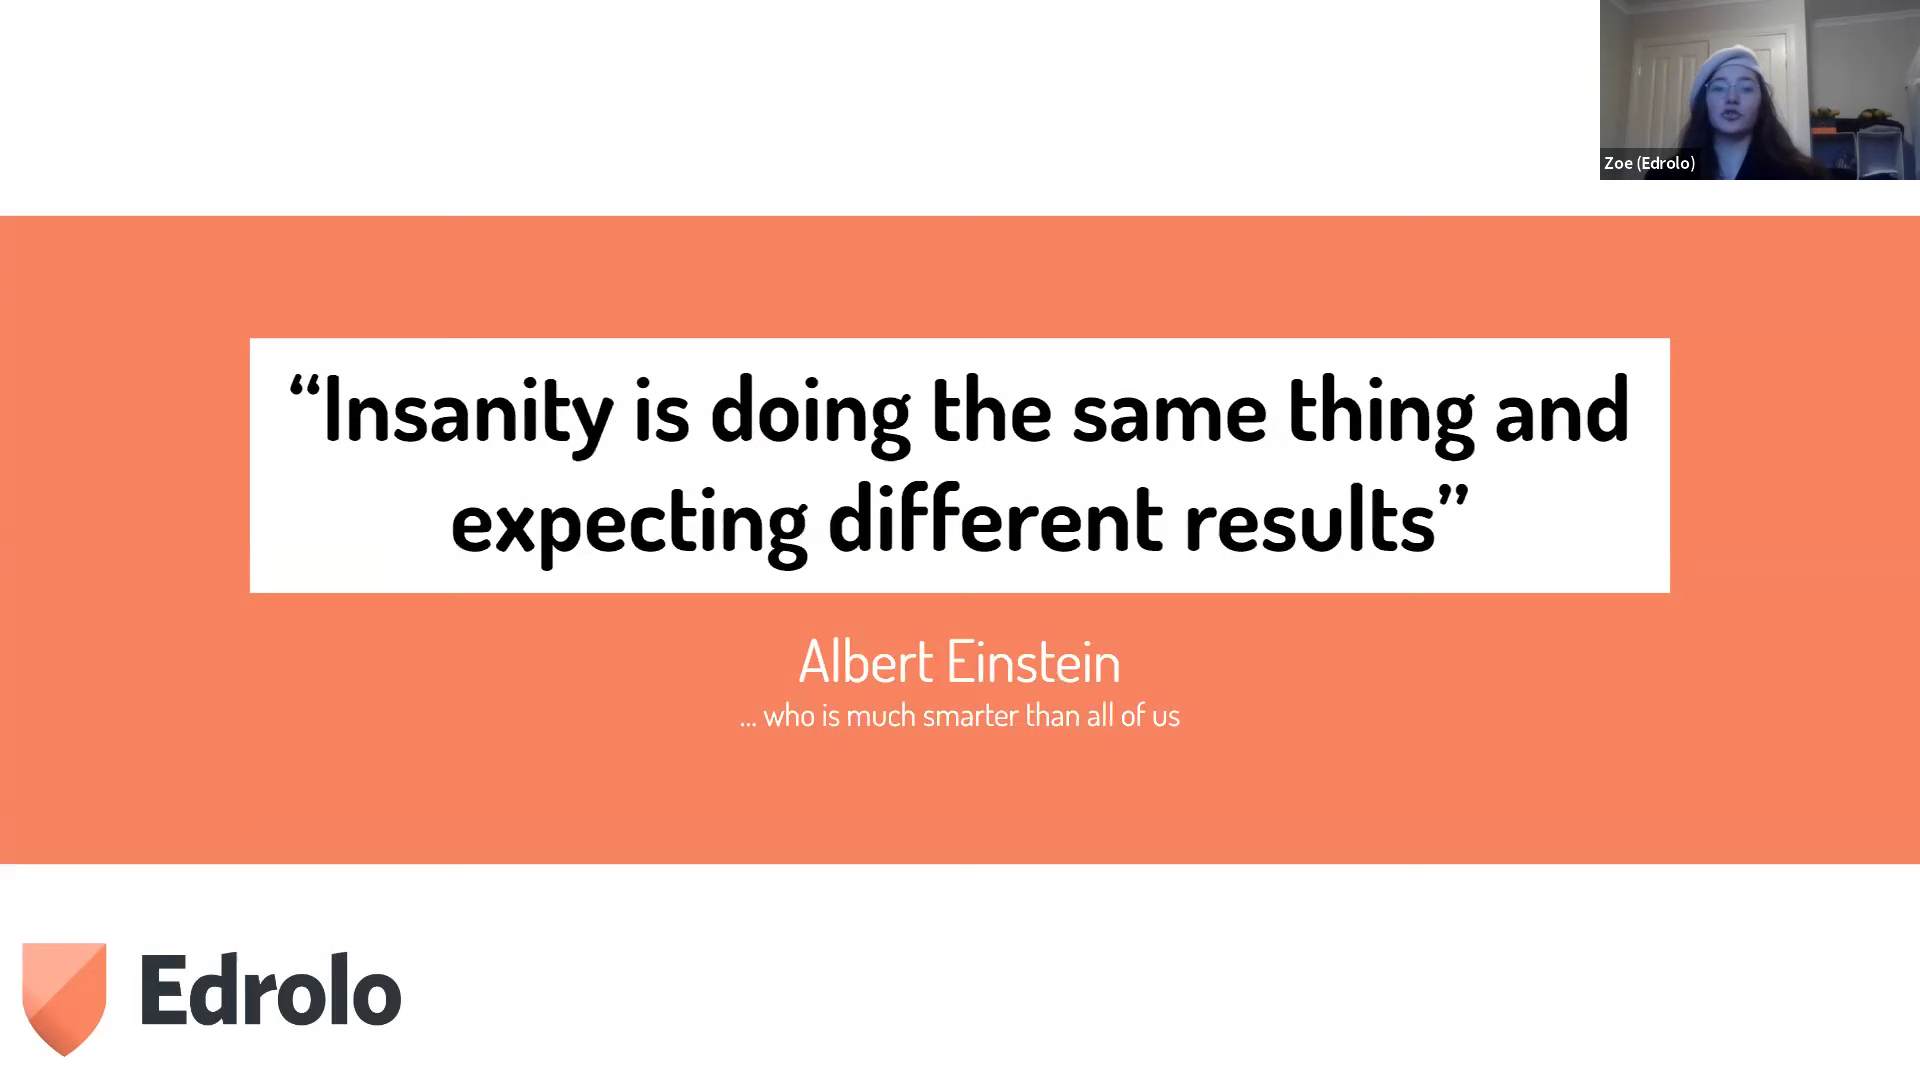 Zoe (Edrolo)
“Insanity is doing the same thing and
expecting different results”
Albert Einstein
... who is much smarter than all of us
Edrolo